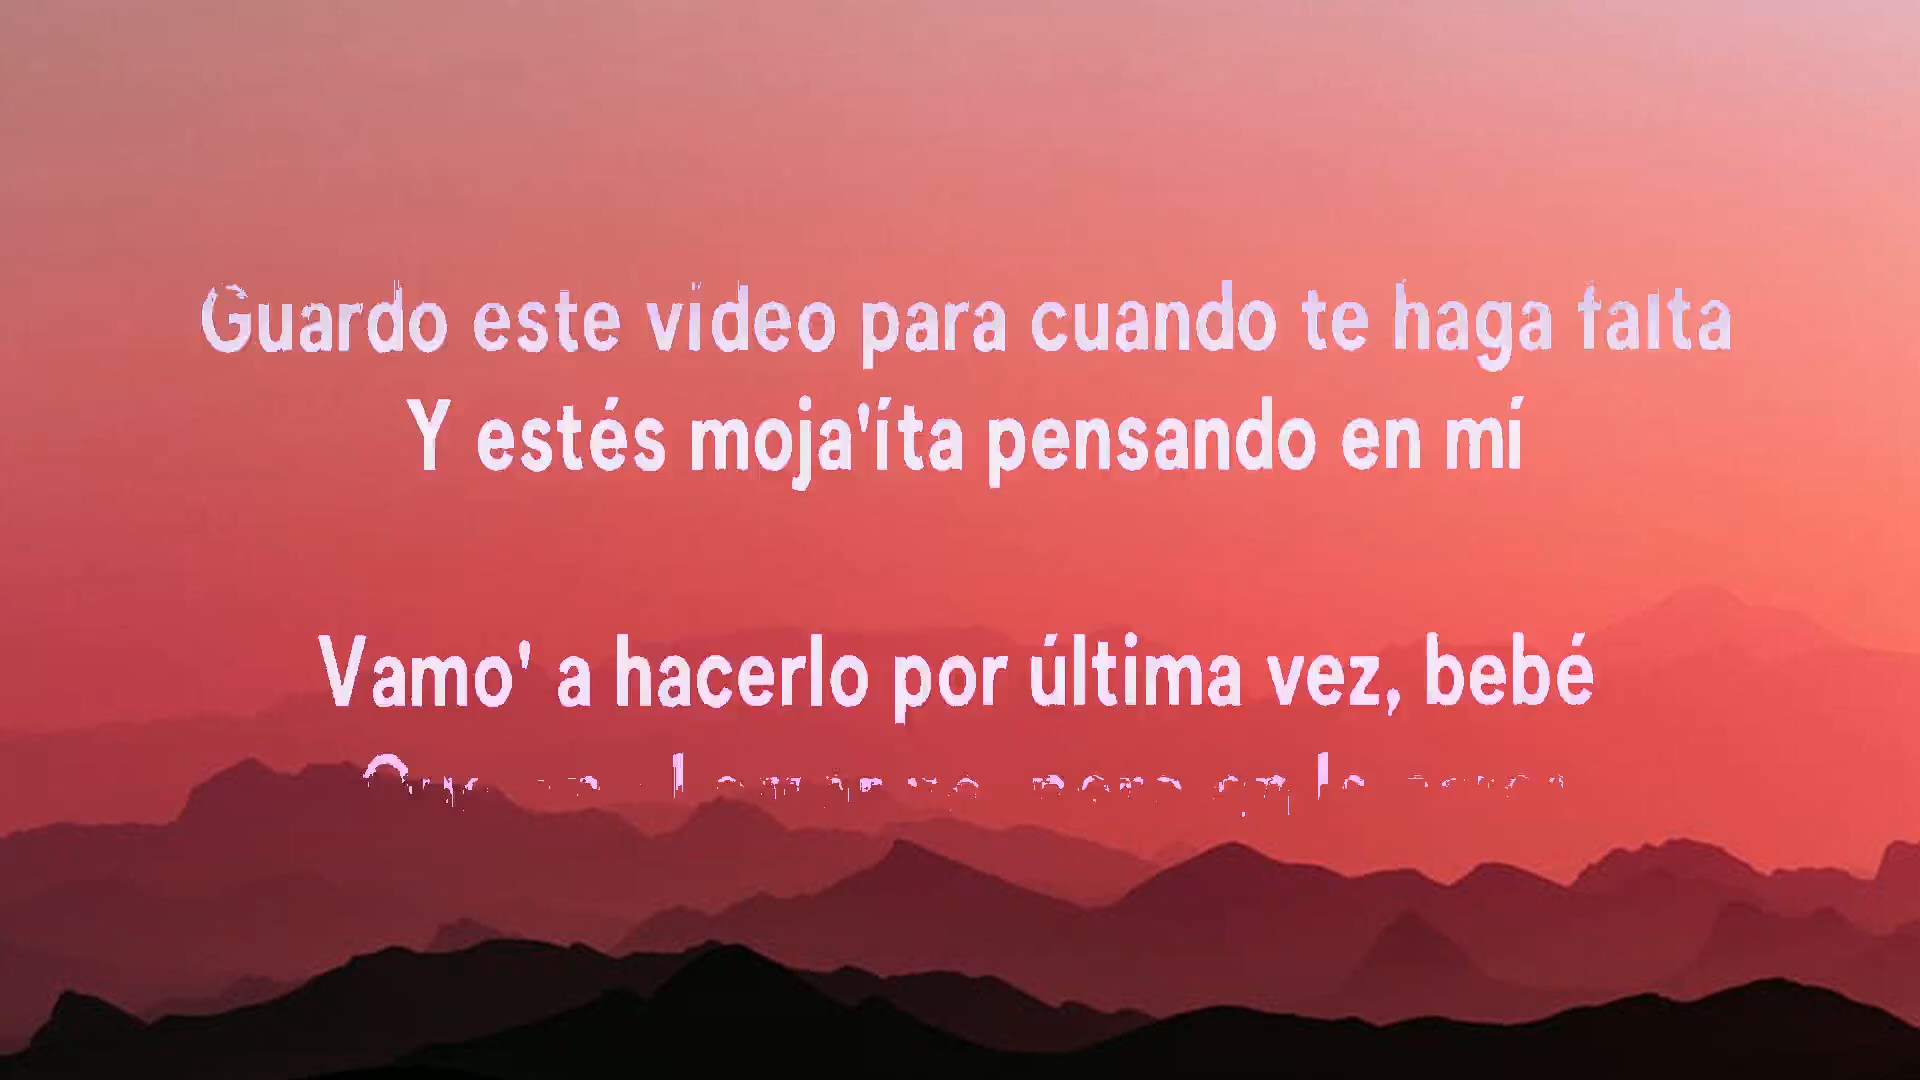 Guardo este vídeo para cuando te haga falta
Y estés moja'íta pensando en mí
Vamo' a hacerlo por última vez, bebé